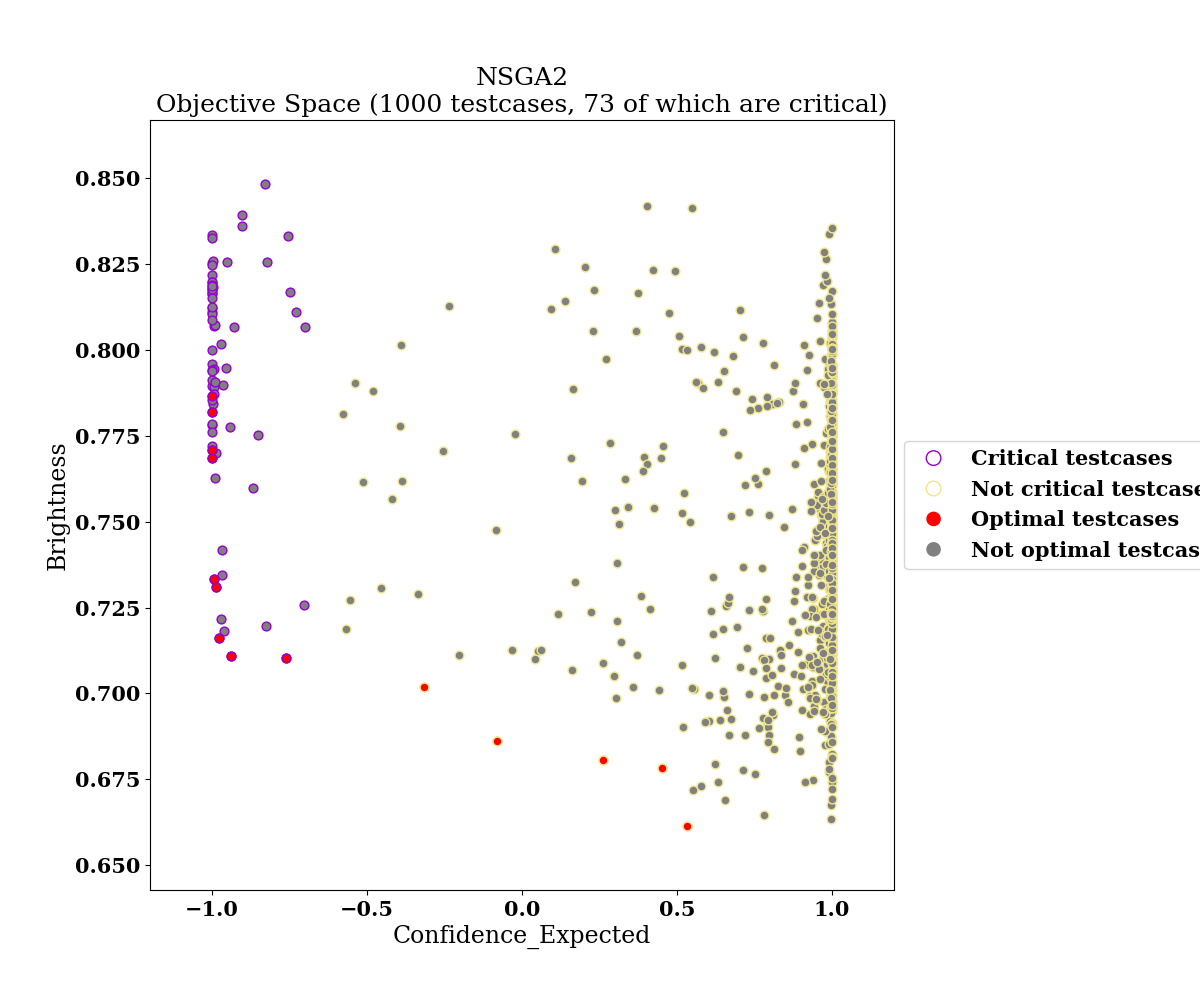 NSGA2
Objective Space (1000 testcases, 73 of which are critical)
0.850
0.825
0.800
0.775
0.750
0.725
0.700
0.675
0.650
Brightness
−1.0
−0.5
0.0
0.5
1.0
Confidence_Expected
Critical testcases
Not critical testcase
Optimal testcases
Not optimal testcas